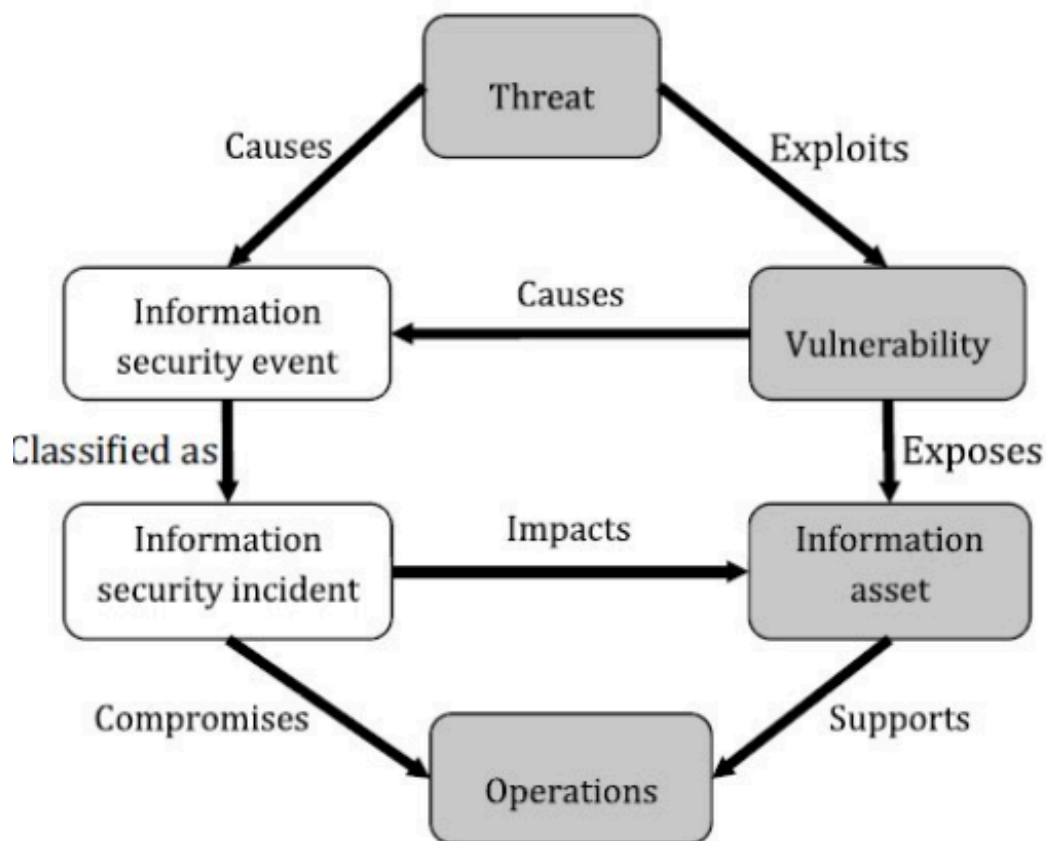 Threat
Causes
Exploits
Information
security event
Causes
Vulnerability
Classified as
Exposes
Information
security incident
Impacts
Information
asset
Compromises
Supports
Operations